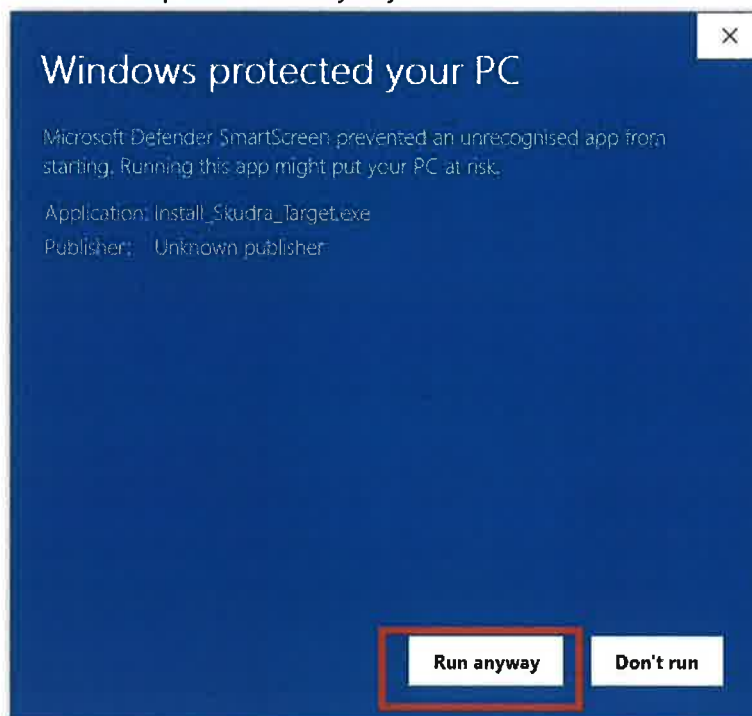 Windows protected your PC
Microsoft Defender SmartScreen prevented an unrecognised app from
starting. Running this app might put your PC at risk.
Application: Install_Skudra_Target.exe
Publisher: Unknown publisher
Run anyway
Don't run